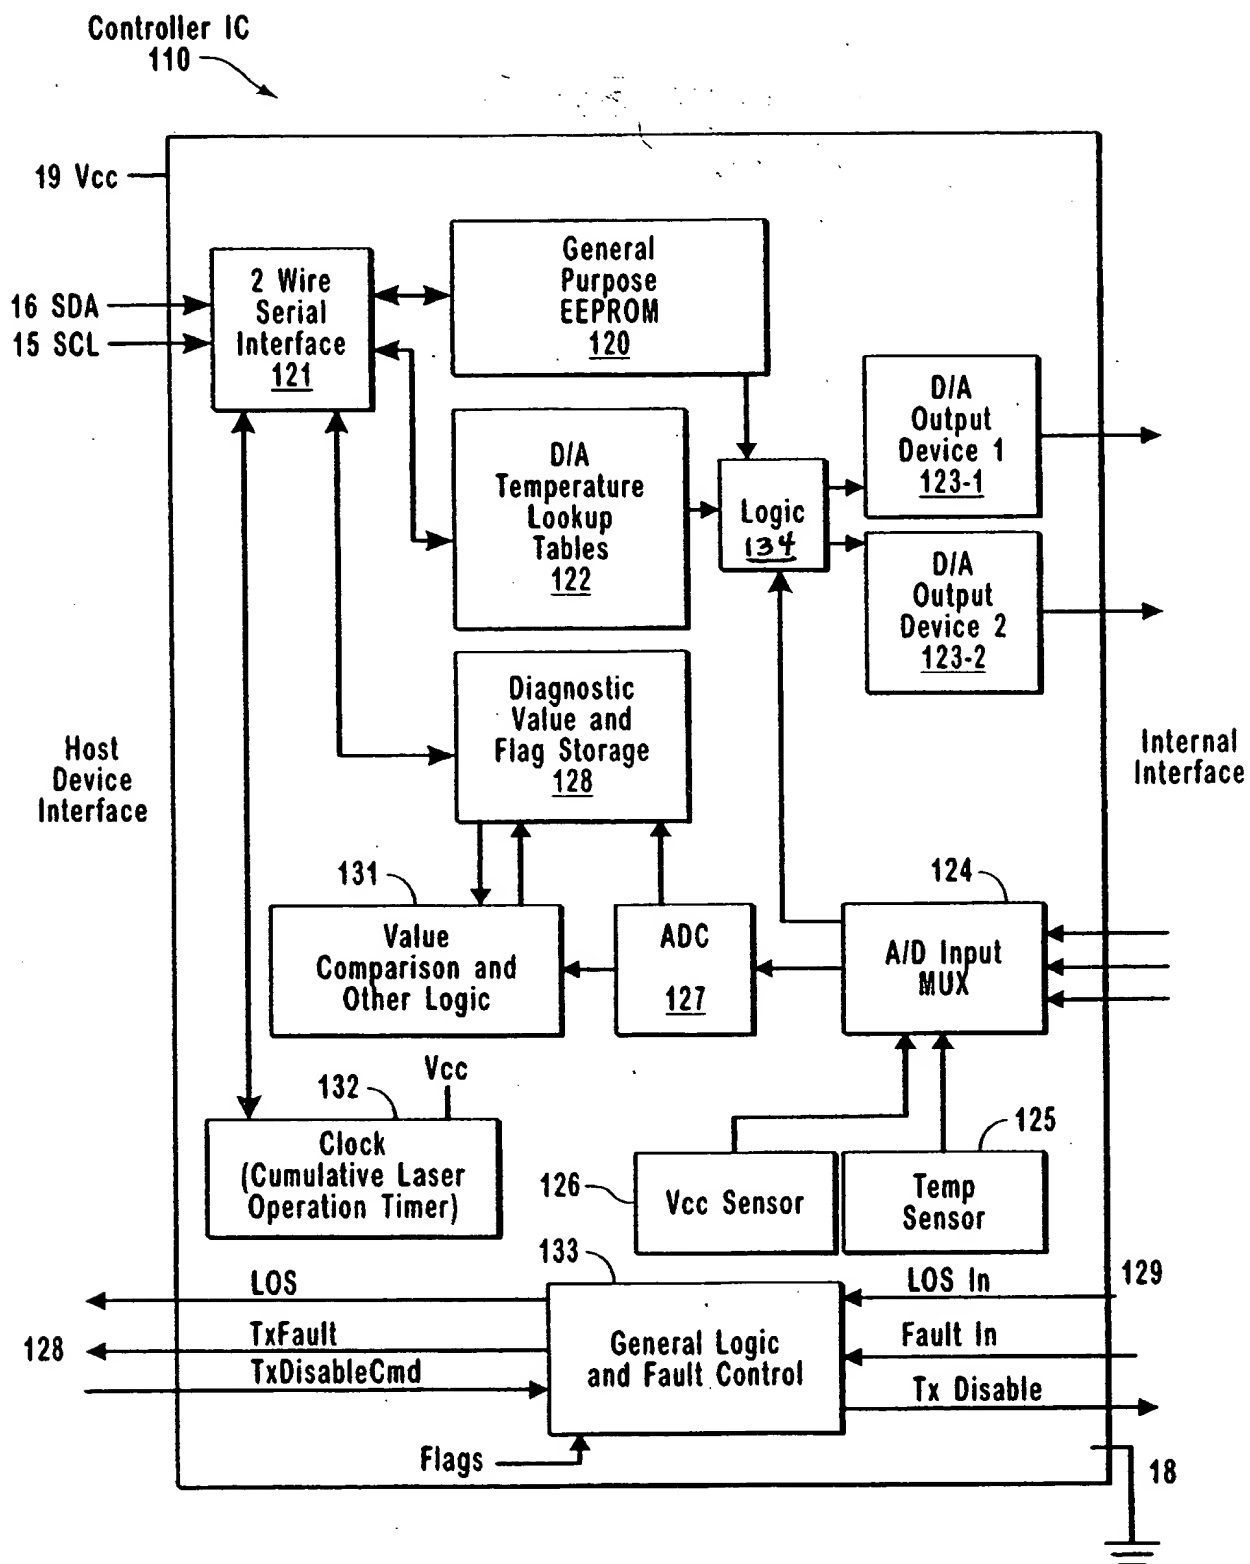 Controller IC
110
19 Vcc
16 SDA
15 SCL
2 Wire
Serial
Interface
121
General
Purpose
EEPROM
120
D/A
Temperature
Lookup
Tables
122
Logic
134
D/A
Output
Device 1
123-1
D/A
Output
Device 2
123-2
Diagnostic
Value and
Flag Storage
128
Host
Device
Interface
Internal
Interface
131
Value
Comparison and
Other Logic
ADC
127
124
A/D Input
MUX
132
Vcc
Clock
(Cumulative Laser
Operation Timer)
126
Vcc Sensor
125
Temp
Sensor
133
General Logic
and Fault Control
LOS
TxFault
TxDisableCmd
128
Flags
LOS In
129
Fault In
Tx Disable
18